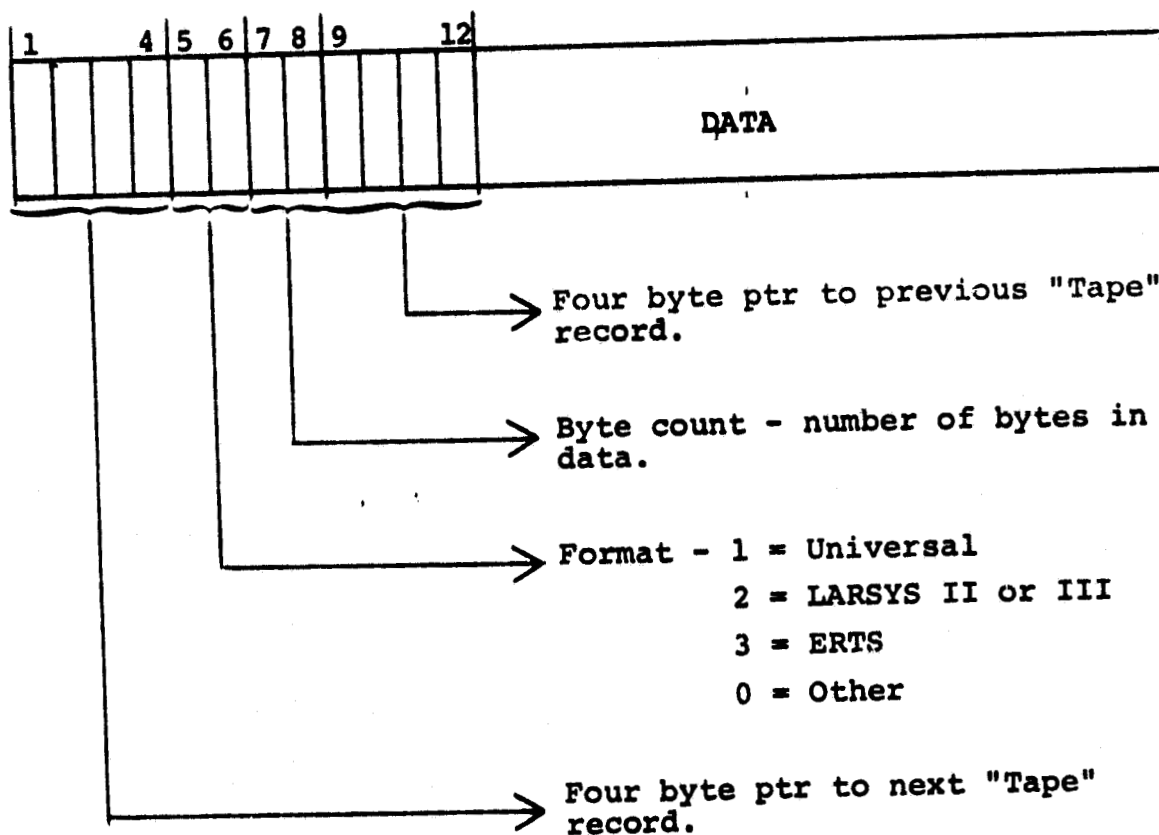 1 4 5 6 7 8 9 12
DATA
Four byte ptr to previous "Tape"
record.
Byte count - number of bytes in
data.
Format - 1 = Universal
2 = LARSYS II or III
3 = ERTS
0 = Other
Four byte ptr to next "Tape"
record.